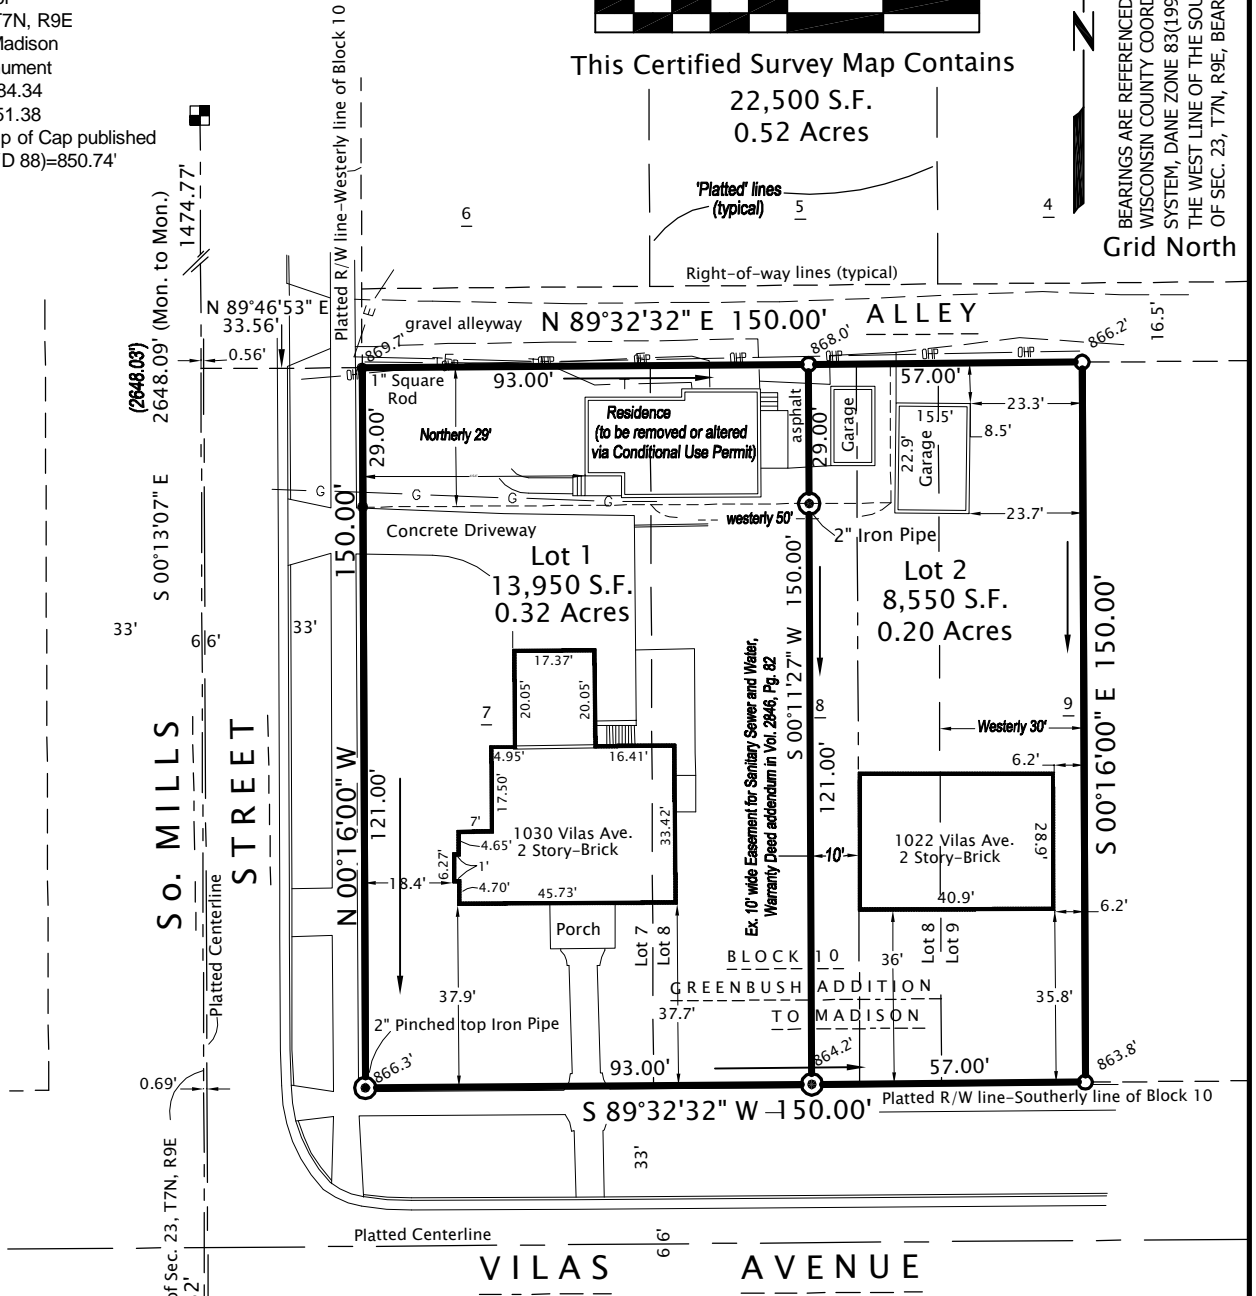 T7N, R9E
Madison
34.34
51.38
p of Cap published
D 88)=850.74'
This Certified Survey Map Contains
22,500 S.F.
0.52 Acres
BEARINGS ARE REFERENCED
WISCONSIN COUNTY COORD
SYSTEM, DANE ZONE 83(199
THE WEST LINE OF THE SOU
OF SEC. 23, T7N, R9E, BEAR
N
Grid North
Platted R/W line-Westerly line of Block 10
1474.77'
(2648.03')
2648.09' (Mon. to Mon.)
S 00°13'07" E
6
'Platted' lines
(typical)
5
4
Right-of-way lines (typical)
N 89°46'53" E
33.56'
0.56'
E
gravel alleyway
N 89°32'32" E 150.00'
ALLEY
16.5'
869.7'
868.0'
866.2'
OHP
OHP
OHP
OHP
OHP
OHP
1" Square
Rod
93.00'
57.00'
29.00'
Northerly 29'
Residence
(to be removed or altered
via Conditional Use Permit)
asphalt
29.00'
Garage
15.5'
22.9'
Garage
23.3'
8.5'
23.7'
G
G
G
G
westerly 50'
2" Iron Pipe
Concrete Driveway
150.00'
Lot 1
13,950 S.F.
0.32 Acres
Lot 2
8,550 S.F.
0.20 Acres
33'
66'
33'
So. MILLS
STREET
Platted Centerline
N 00°16'00" W
121.00'
17.37'
20.05'
20.05'
7
4.95'
16.41'
17.50'
7'
4.65'
6.27'
1'
4.70'
45.73'
33.42'
18.4'
1030 Vilas Ave.
2 Story-Brick
Porch
Ex. 10' wide Easement for Sanitary Sewer and Water,
Warranty Deed addendum in Vol. 2846, Pg. 82
S 00°11'27" W 150.00'
121.00'
8
9
Westerly 30'
6.2'
S 00°16'00" E 150.00'
1022 Vilas Ave.
2 Story-Brick
28.9'
40.9'
10'
6.2'
Lot 7
Lot 8
Lot 8
Lot 9
BLOCK 10
GREENBUSH ADDITION
TO MADISON
37.9'
37.7'
36'
35.8'
2" Pinched top Iron Pipe
866.3'
864.2'
863.8'
0.69'
93.00'
57.00'
S 89°32'32" W 150.00'
Platted R/W line-Southerly line of Block 10
33'
of Sec. 23, T7N, R9E
2'
Platted Centerline
66'
VILAS AVENUE